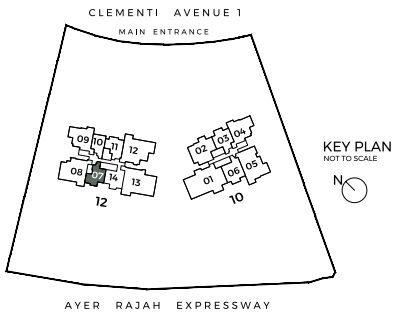 CLEMENTI AVENUE 1
MAIN ENTRANCE
09 10 11 12
08 07 14 13
12
02 03 04
01 06 05
10
KEY PLAN
NOT TO SCALE
N
AYER RAJAH EXPRESSWAY